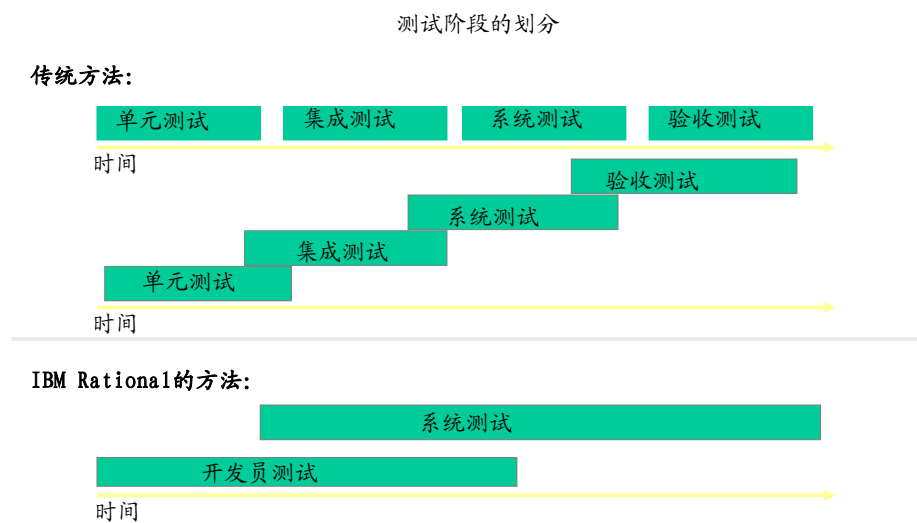 测试阶段的划分
传统方法:
单元测试 集成测试 系统测试 验收测试
时间
验收测试
系统测试
集成测试
单元测试
时间
IBM Rational的方法:
系统测试
开发员测试
时间